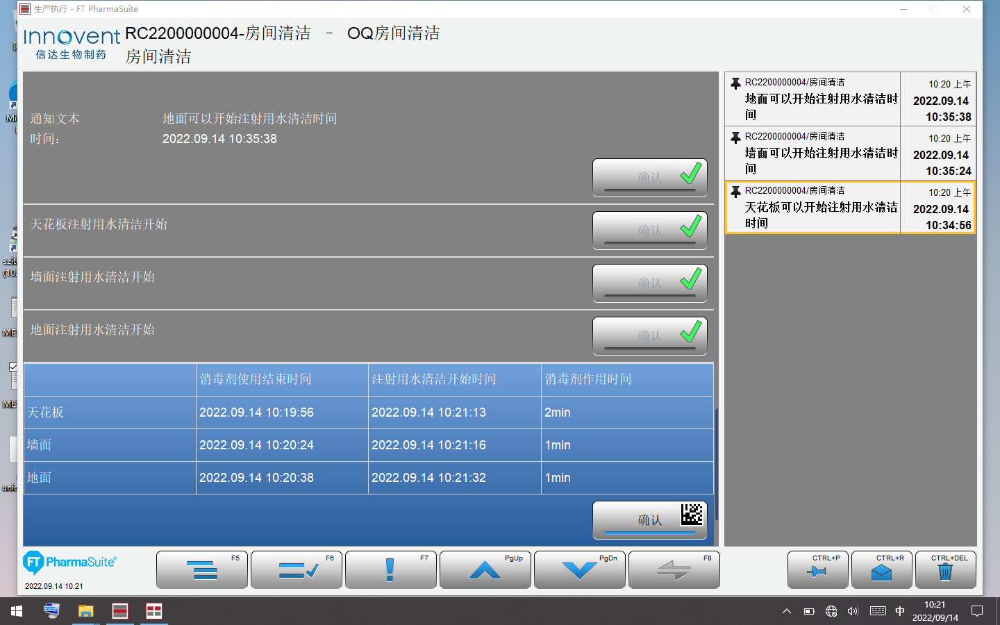 生产执行 - FT PharmaSuite
Innovent
信达生物制药
RC2200000004-房间清洁 - OQ房间清洁
房间清洁
通知文本 地面可以开始注射用水清洁时间
时间: 2022.09.14 10:35:38
确认
天花板注射用水清洁开始
确认
墙面注射用水清洁开始
确认
地面注射用水清洁开始
确认
消毒剂使用结束时间 注射用水清洁开始时间 消毒剂作用时间
天花板 2022.09.14 10:19:56 2022.09.14 10:21:13 2min
墙面 2022.09.14 10:20:24 2022.09.14 10:21:16 1min
地面 2022.09.14 10:20:38 2022.09.14 10:21:32 1min
确认
RC2200000004/房间清洁 10:20 上午
地面可以开始注射用水清洁时 2022.09.14
间 10:35:38
RC2200000004/房间清洁 10:20 上午
墙面可以开始注射用水清洁时 2022.09.14
间 10:35:24
RC2200000004/房间清洁 10:20 上午
天花板可以开始注射用水清洁 2022.09.14
时间 10:34:56
FT PharmaSuite
2022.09.14 10:21
F5 F6 F7 PgUp PgDn F8 CTRL+P CTRL+R CTRL+DEL
szit
(10.
ME
ME
中
10:21
2022/09/14